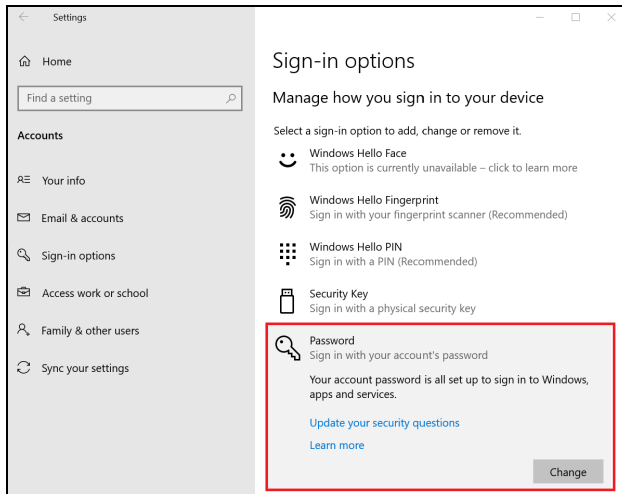 Settings
Home
Find a setting
Accounts
Your info
Email & accounts
Sign-in options
Access work or school
Family & other users
Sync your settings
Sign-in options
Manage how you sign in to your device
Select a sign-in option to add, change or remove it.
Windows Hello Face
This option is currently unavailable – click to learn more
Windows Hello Fingerprint
Sign in with your fingerprint scanner (Recommended)
Windows Hello PIN
Sign in with a PIN (Recommended)
Security Key
Sign in with a physical security key
Password
Sign in with your account's password
Your account password is all set up to sign in to Windows,
apps and services.
Update your security questions
Learn more
Change